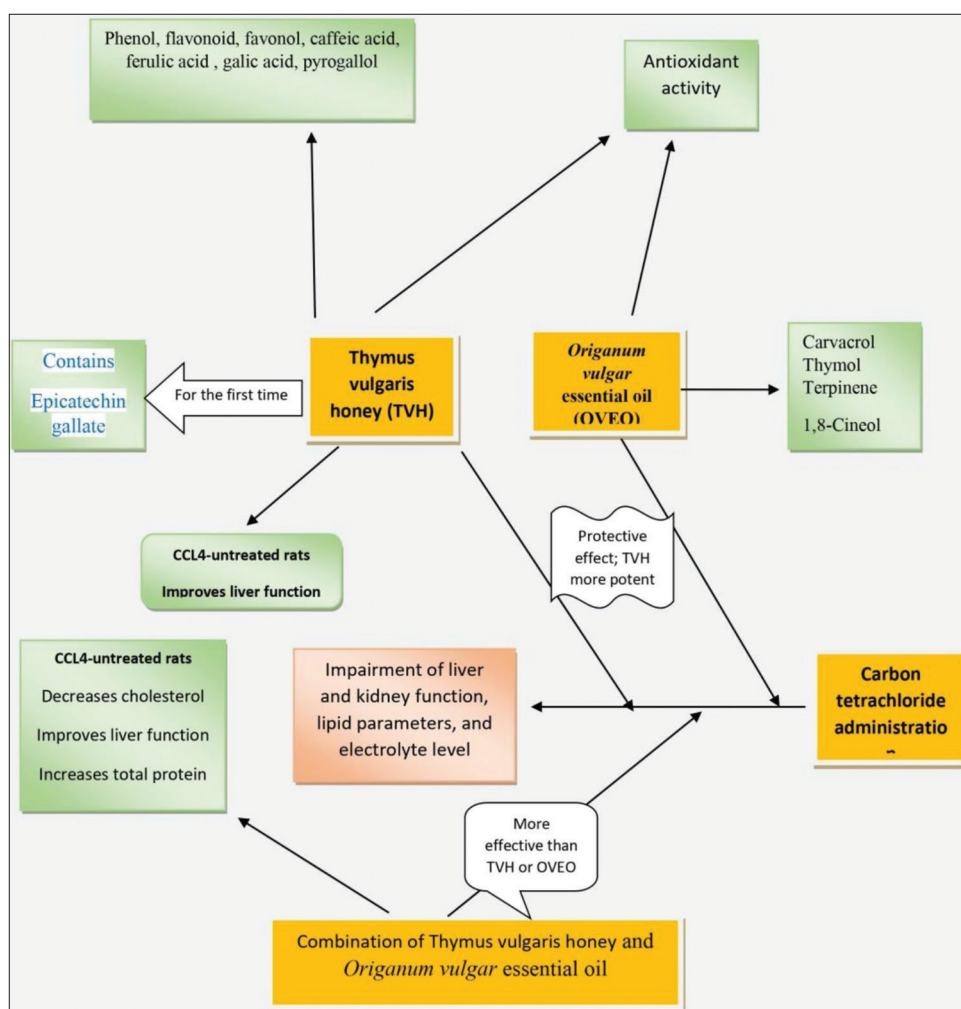 Phenol, flavonoid, favonol, caffeic acid,
ferulic acid , galic acid, pyrogallol
Antioxidant
activity
Contains
Epicatechin
gallate
For the first time
Thymus
vulgaris
honey (TVH)
Origanum
vulgar
essential oil
(OVEO)
Carvacrol
Thymol
Terpinene
1,8-Cineol
Protective
effect; TVH
more potent
CCL4-untreated rats
Improves liver function
CCL4-untreated rats
Decreases cholesterol
Improves liver function
Increases total protein
Impairment of liver
and kidney function,
lipid parameters, and
electrolyte level
Carbon
tetrachloride
administratio
n
More
effective than
TVH or OVEO
Combination of Thymus vulgaris honey and
Origanum vulgar essential oil